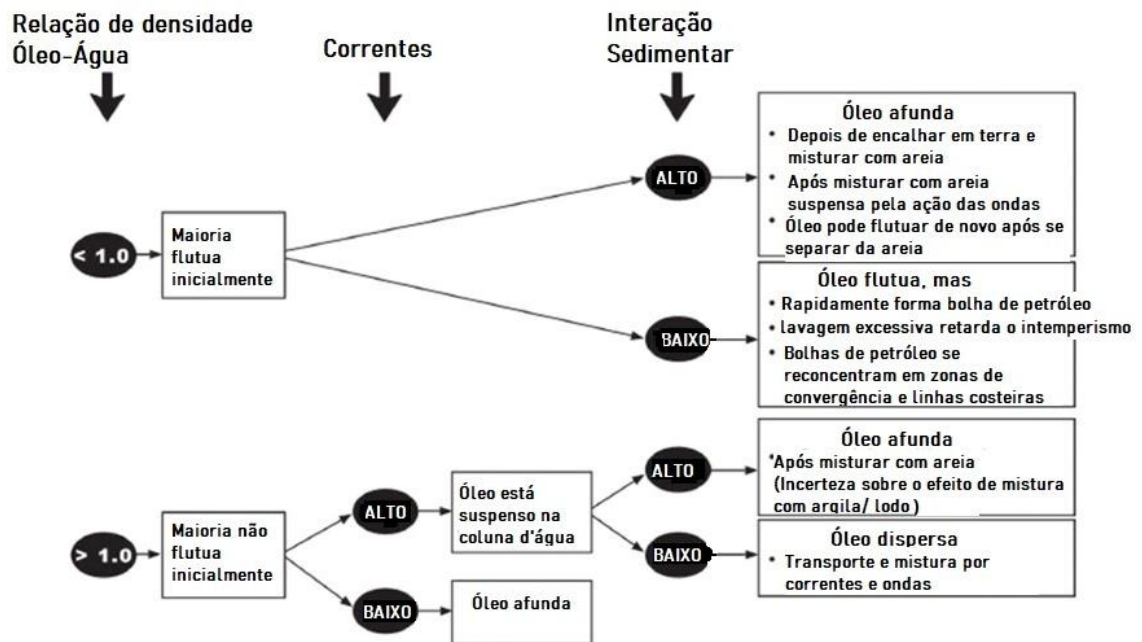 Relação de densidade
Óleo-Água
Correntes
Interação
Sedimentar
< 1.0
Maioria
flutua
inicialmente
ALTO
Óleo afunda
• Depois de encalhar em terra e
misturar com areia
• Após misturar com areia
suspensa pela ação das ondas
• Óleo pode flutuar de novo após se
separar da areia
BAIXO
Óleo flutua, mas
• Rapidamente forma bolha de petróleo
• lavagem excessiva retarda o intemperismo
• Bolhas de petróleo se
reconcentram em zonas de
convergência e linhas costeiras
> 1.0
Maioria não
flutua
inicialmente
ALTO
Óleo está
suspenso na
coluna d'água
ALTO
Óleo afunda
•Após misturar com areia
(Incerteza sobre o efeito de mistura
com argila/ lodo)
BAIXO
Óleo dispersa
• Transporte e mistura por
correntes e ondas
BAIXO
Óleo afunda